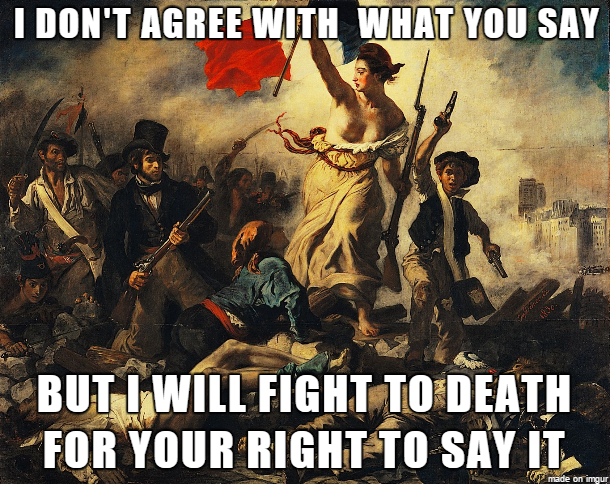 I DON'T AGREE WITH WHAT YOU SAY
BUT I WILL FIGHT TO DEATH
FOR YOUR RIGHT TO SAY IT
made on imgur